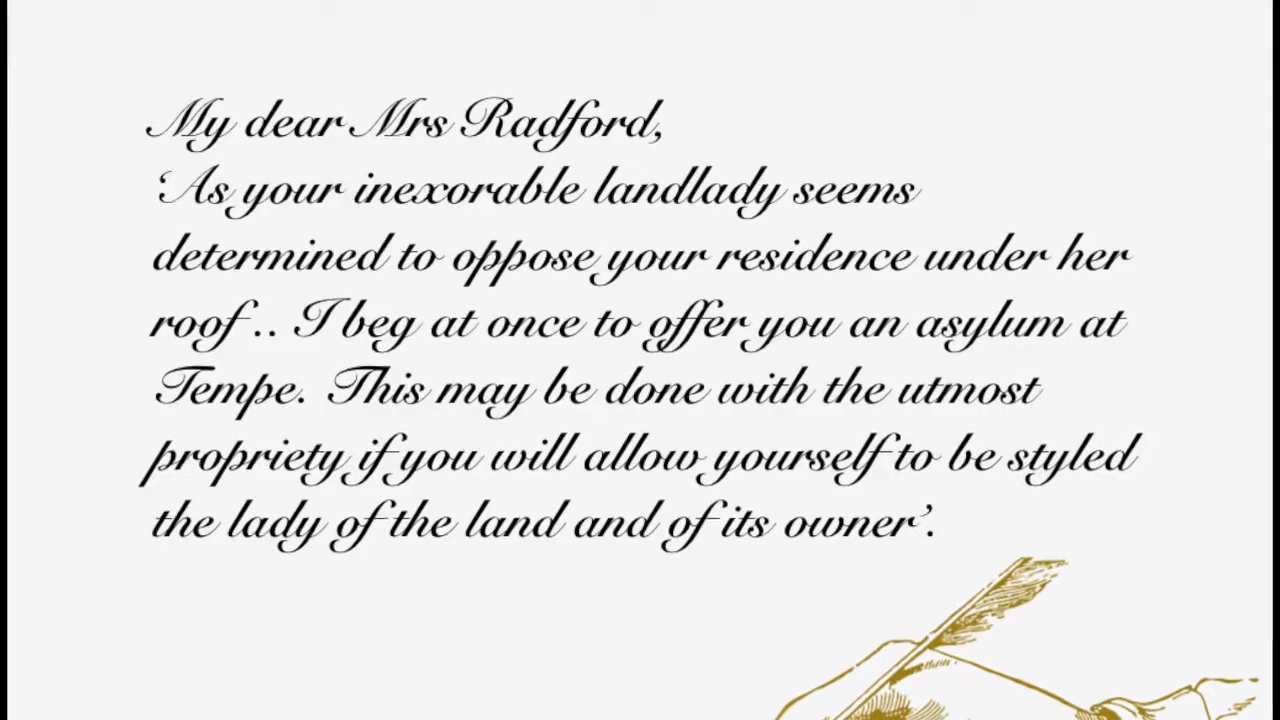 My dear Mrs Radford,
‘As your inexorable landlady seems
determined to oppose your residence under her
roof .. I beg at once to offer you an asylum at
Tempe. This may be done with the utmost
propriety if you will allow yourself to be styled
the lady of the land and of its owner’.